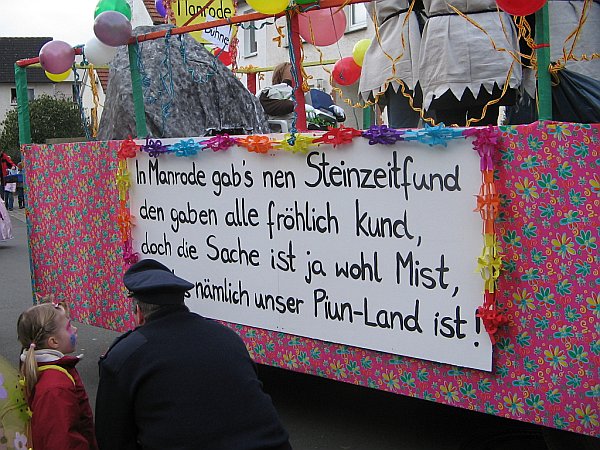 Manrode
Bühne
In Manrode gab's nen Steinzeitfund
den gaben alle fröhlich kund,
doch die Sache ist ja wohl Mist,
nämlich unser Piun-Land ist!